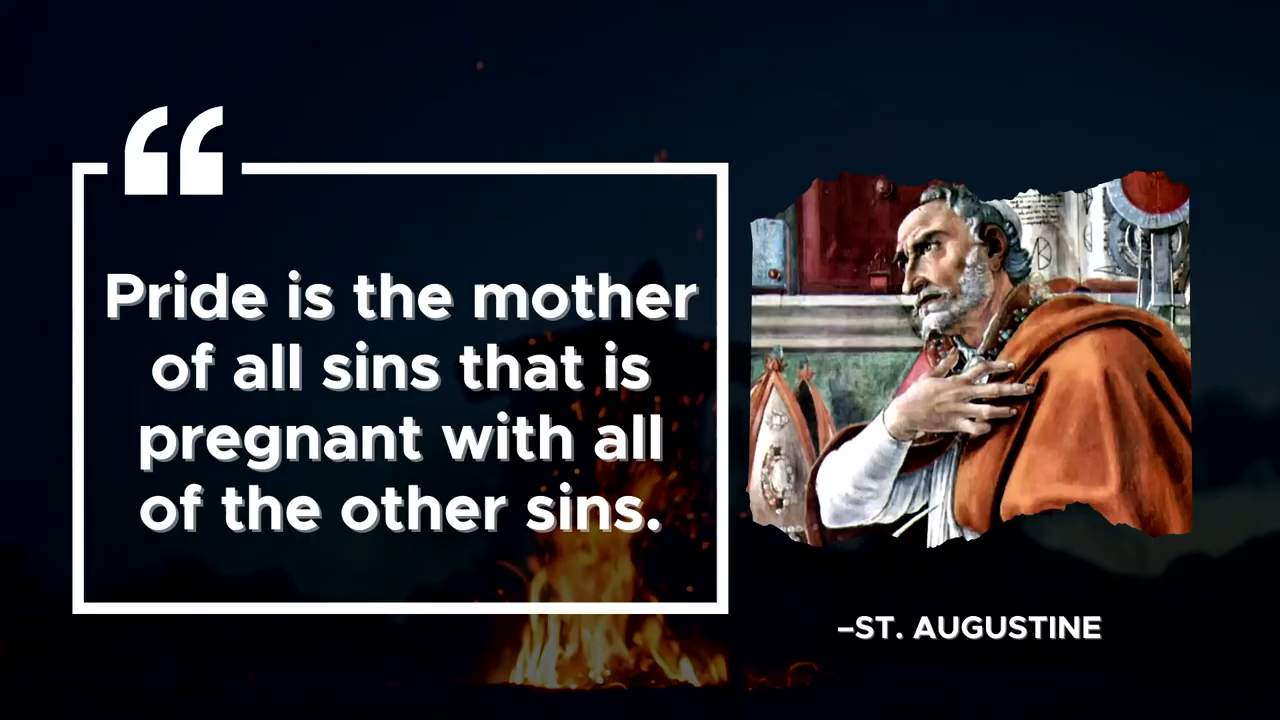 “
Pride is the mother
of all sins that is
pregnant with all
of the other sins.
–ST. AUGUSTINE